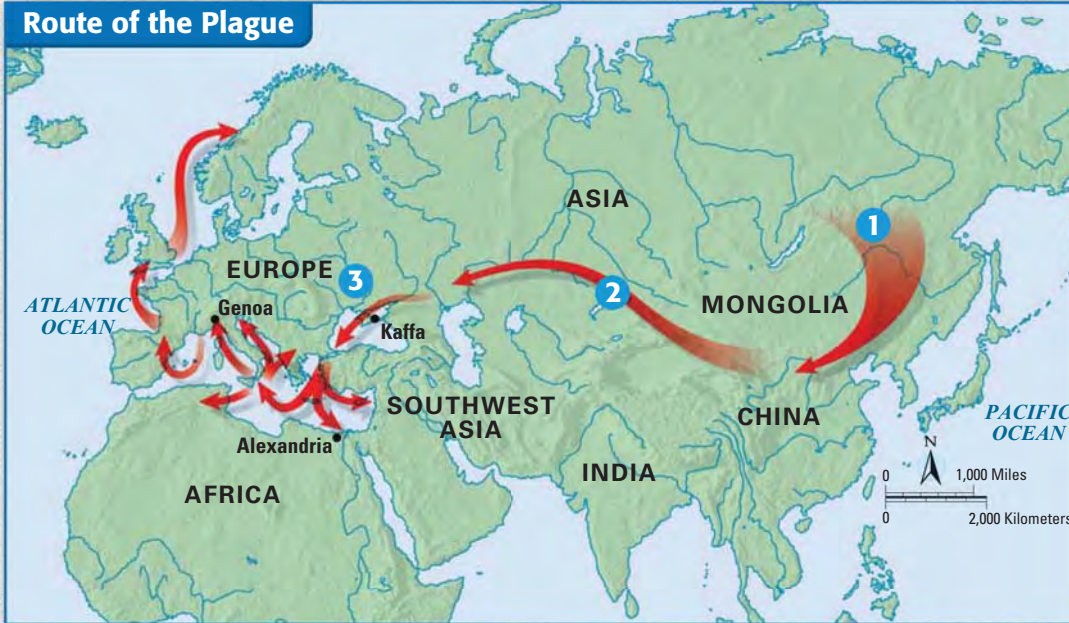 Route of the Plague
1
ASIA
EUROPE
3
2
ATLANTIC
OCEAN
Genoa
MONGOLIA
Kaffa
SOUTHWEST
ASIA
CHINA
PACIFIC
OCEAN
Alexandria
INDIA
N
AFRICA
0 1,000 Miles
0 2,000 Kilometers